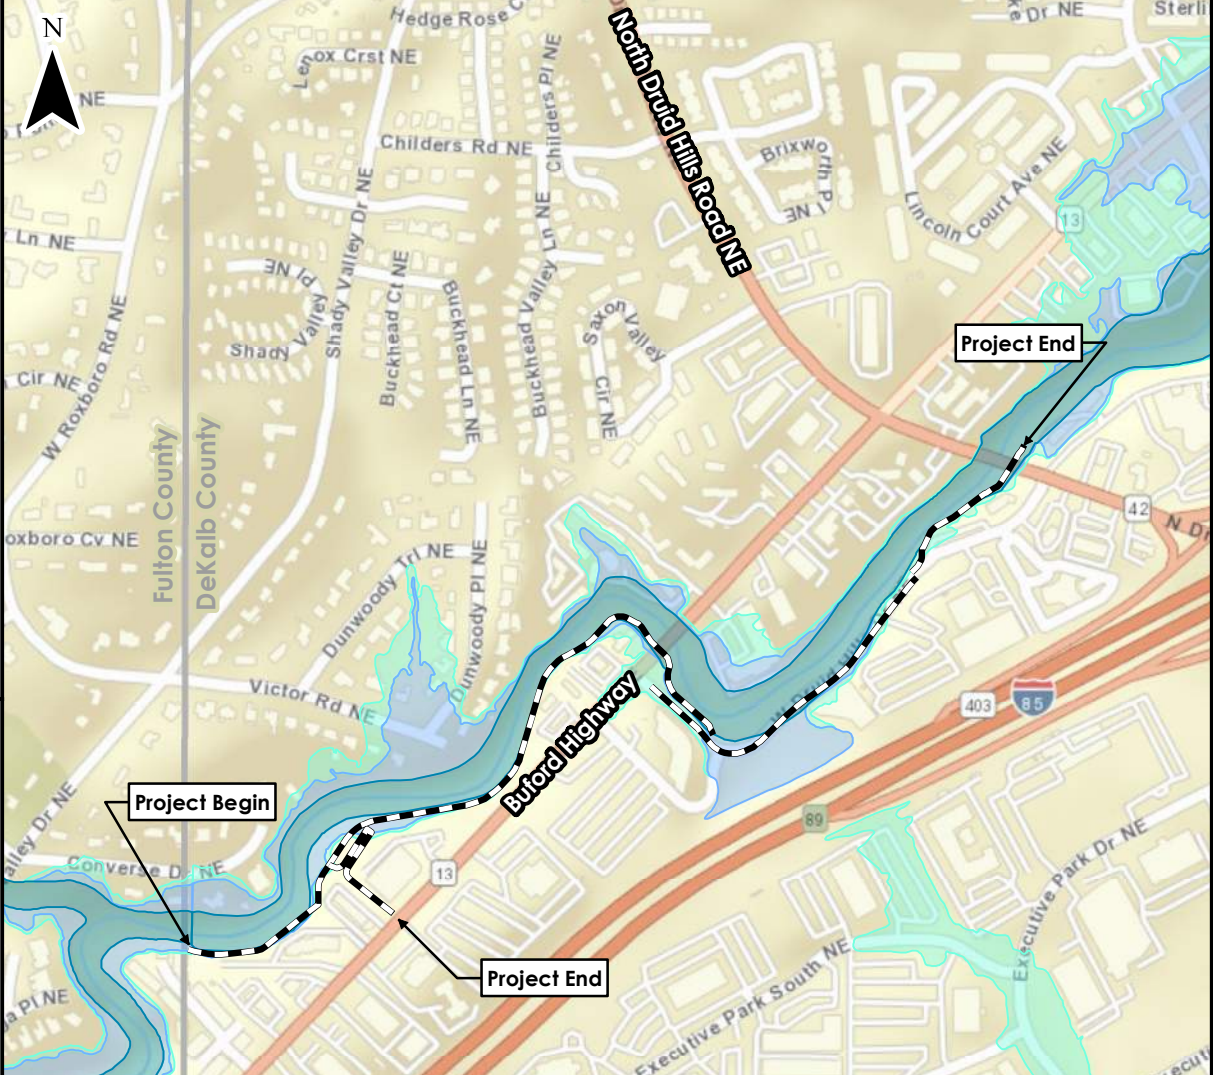 N
Hedge Rose C
Lenox Crst NE
NE
Childers Rd NE
Childers Pl NE
North Druid Hills Road NE
Dr NE
Sterli
Brixworth Pl NE
Lincoln Court Ave NE
13
Ln NE
Shady Valley Dr NE
Shady Valley Pl NE
Buckhead Ct NE
Buckhead Ln NE
Buckhead Valley Ln NE
Saxon Valley Cir NE
W Roxboro Rd NE
Cir NE
Project End
Fulton County
DeKalb County
oxboro Cv NE
42
N Dr
Dunwoody Trl NE
Dunwoody Pl NE
Victor Rd NE
Buford Highway
403
85
89
Project Begin
alley Dr NE
Converse Dr NE
13
Project End
Executive Park Dr NE
Executive Park South NE
Pl NE